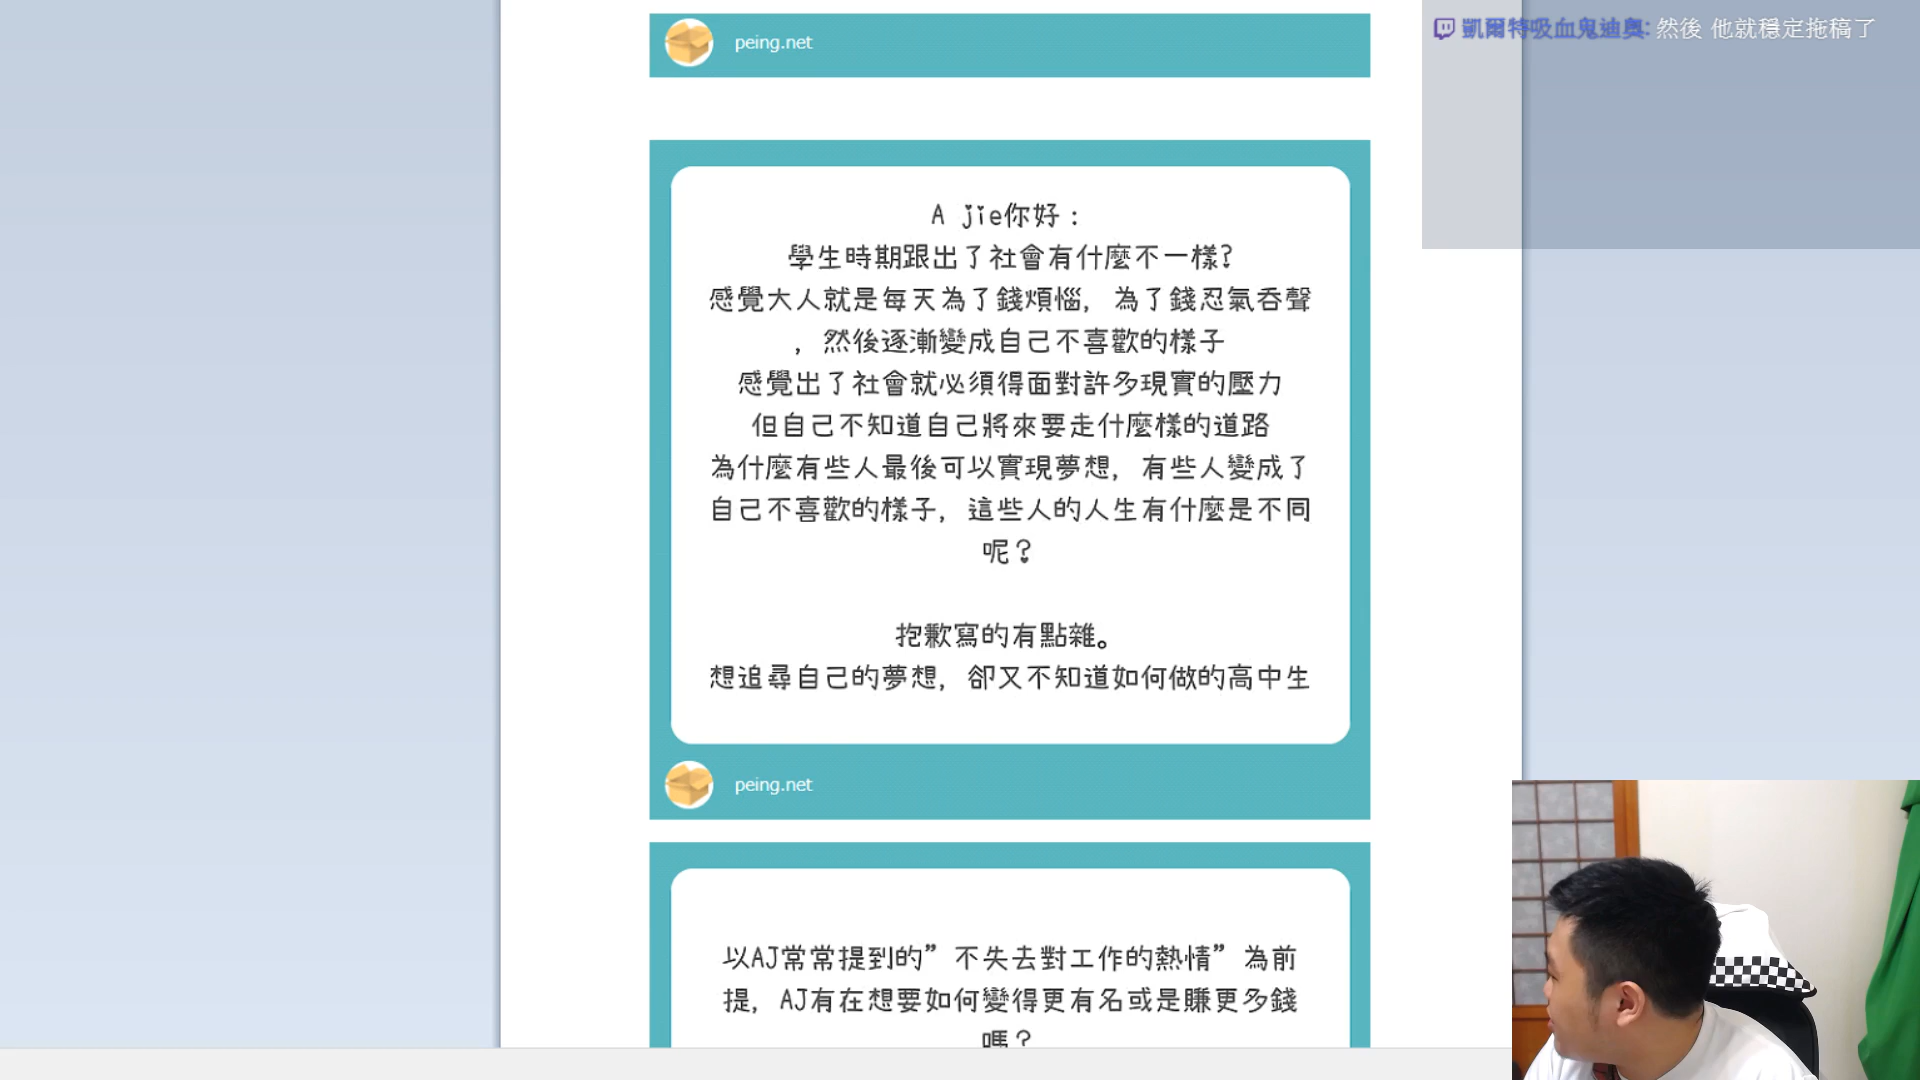 peing.net
凱爾特吸血鬼迪奧: 然後 他就穩定拖稿了
A jie你好：
學生時期跟出了社會有什麼不一樣?
感覺大人就是每天為了錢煩惱，為了錢忍氣吞聲
，然後逐漸變成自己不喜歡的樣子
感覺出了社會就必須得面對許多現實的壓力
但自己不知道自己將來要走什麼樣的道路
為什麼有些人最後可以實現夢想，有些人變成了
自己不喜歡的樣子，這些人的人生有什麼是不同
呢？
抱歉寫的有點雜。
想追尋自己的夢想，卻又不知道如何做的高中生
peing.net
以AJ常常提到的”不失去對工作的熱情”為前
提，AJ有在想要如何變得更有名或是賺更多錢
嗎？